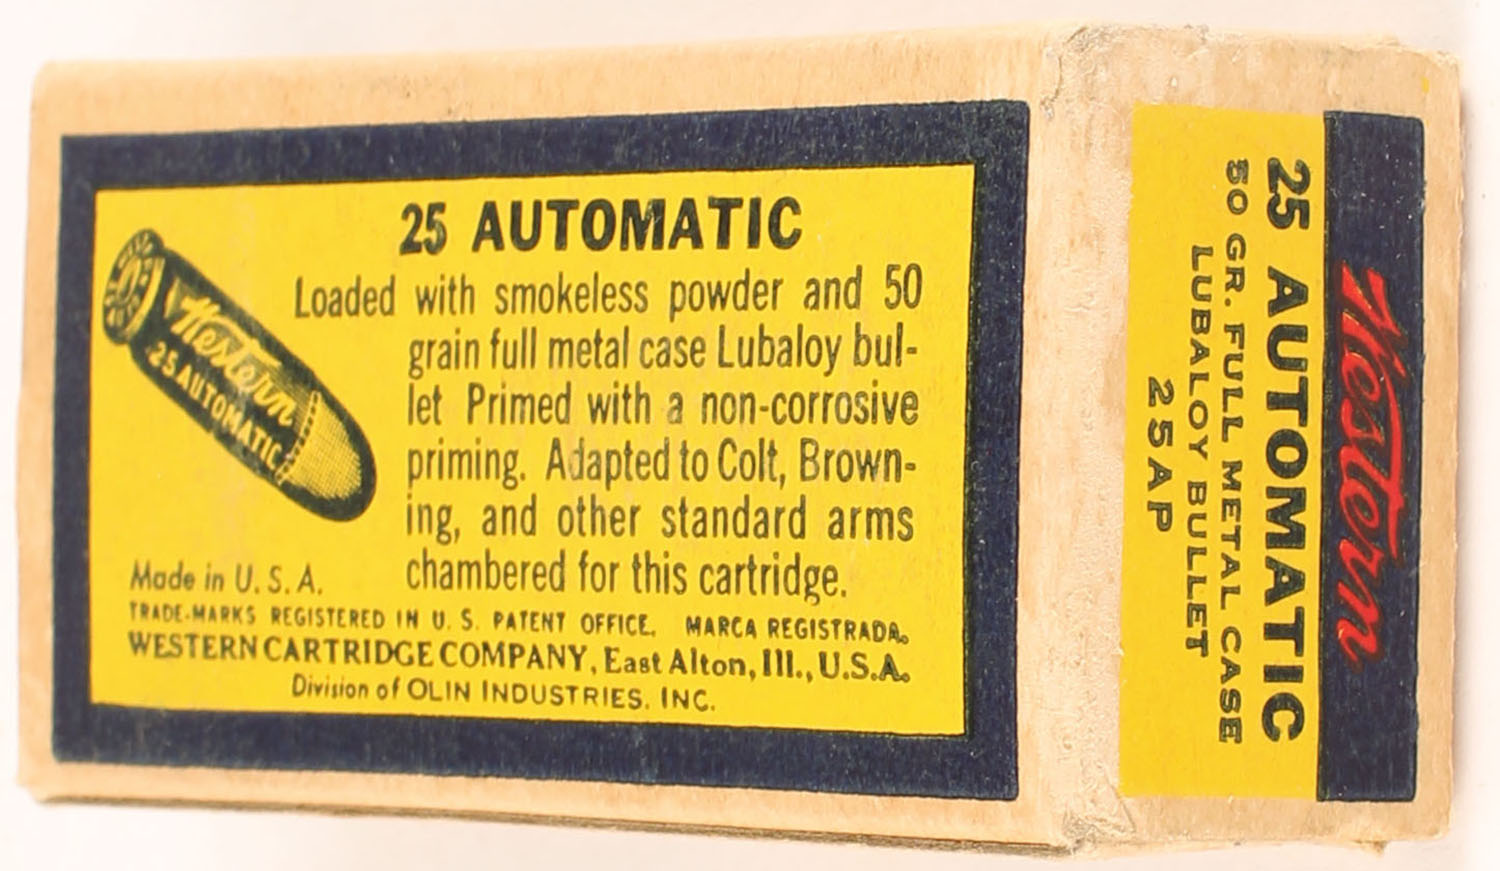 Western
25 AUTOMATIC
25 AUTOMATIC
Loaded with smokeless powder and 50
grain full metal case Lubaloy bul-
let Primed with a non-corrosive
priming. Adapted to Colt, Brown-
ing, and other standard arms
chambered for this cartridge.
Made in U. S. A.
TRADE-MARKS REGISTERED IN U. S. PATENT OFFICE. MARCA REGISTRADA.
WESTERN CARTRIDGE COMPANY, East Alton, Ill., U.S.A.
Division of OLIN INDUSTRIES, INC.
Western
25 AUTOMATIC
50 GR. FULL METAL CASE
LUBALOY BULLET
25AP